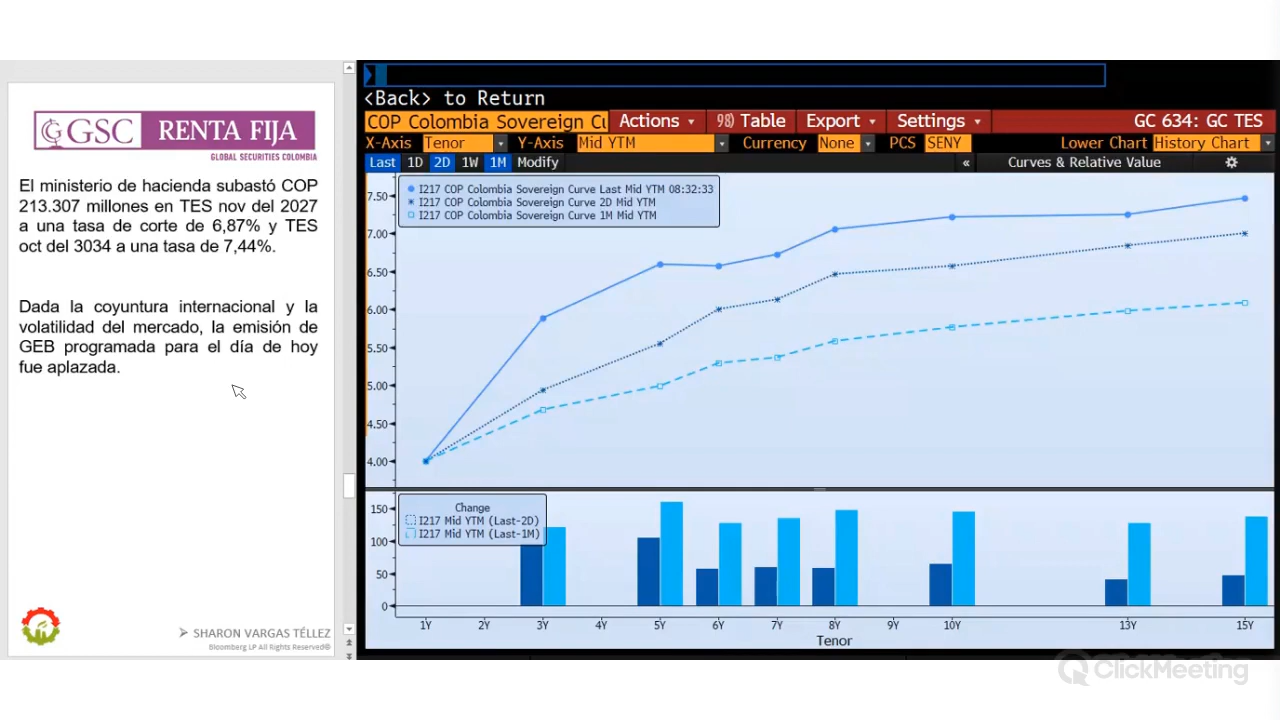 GSC RENTA FIJA
GLOBAL SECURITIES COLOMBIA
El ministerio de hacienda subastó COP
213.307 millones en TES nov del 2027
a una tasa de corte de 6,87% y TES
oct del 3034 a una tasa de 7,44%.
Dada la coyuntura internacional y la
volatilidad del mercado, la emisión de
GEB programada para el día de hoy
fue aplazada.
➤ SHARON VARGAS TÉLLEZ
Bloomberg LP All Rights Reserved®
<Back> to Return
COP Colombia Sovereign Cu Actions 98) Table Export Settings GC 634: GC TES
X-Axis Tenor Y-Axis Mid YTM Currency None PCS SENY Lower Chart History Chart
Last 1D 2D 1W 1M Modify « Curves & Relative Value
I217 COP Colombia Sovereign Curve Last Mid YTM 08:32:33
I217 COP Colombia Sovereign Curve 2D Mid YTM
I217 COP Colombia Sovereign Curve 1M Mid YTM
7.50
7.00
6.50
6.00
5.50
5.00
4.50
4.00
Change
I217 Mid YTM (Last-2D)
I217 Mid YTM (Last-1M)
150
100
50
0
1Y 2Y 3Y 4Y 5Y 6Y 7Y 8Y 9Y 10Y 13Y 15Y
Tenor
ClickMeeting